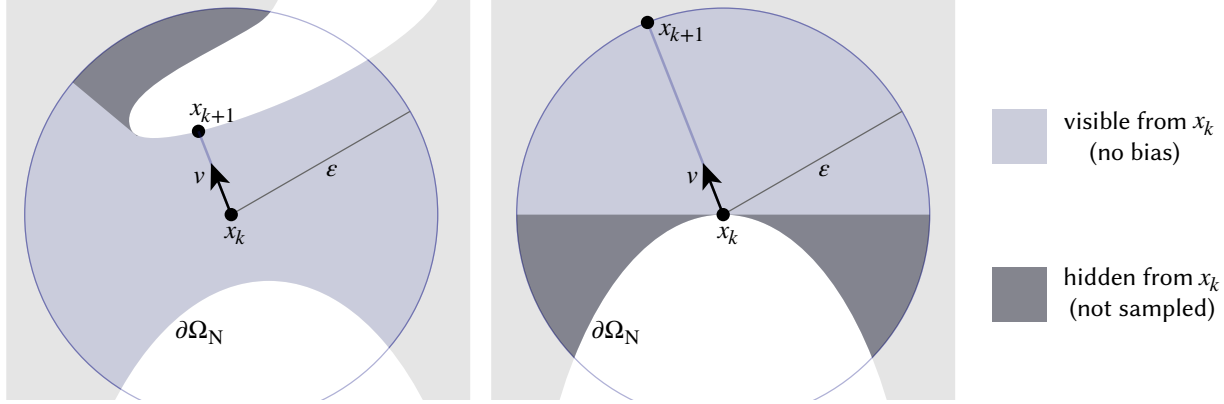 x_{k+1}
v
ε
x_k
∂Ω_N
x_{k+1}
v
ε
x_k
∂Ω_N
visible from x_k
(no bias)
hidden from x_k
(not sampled)